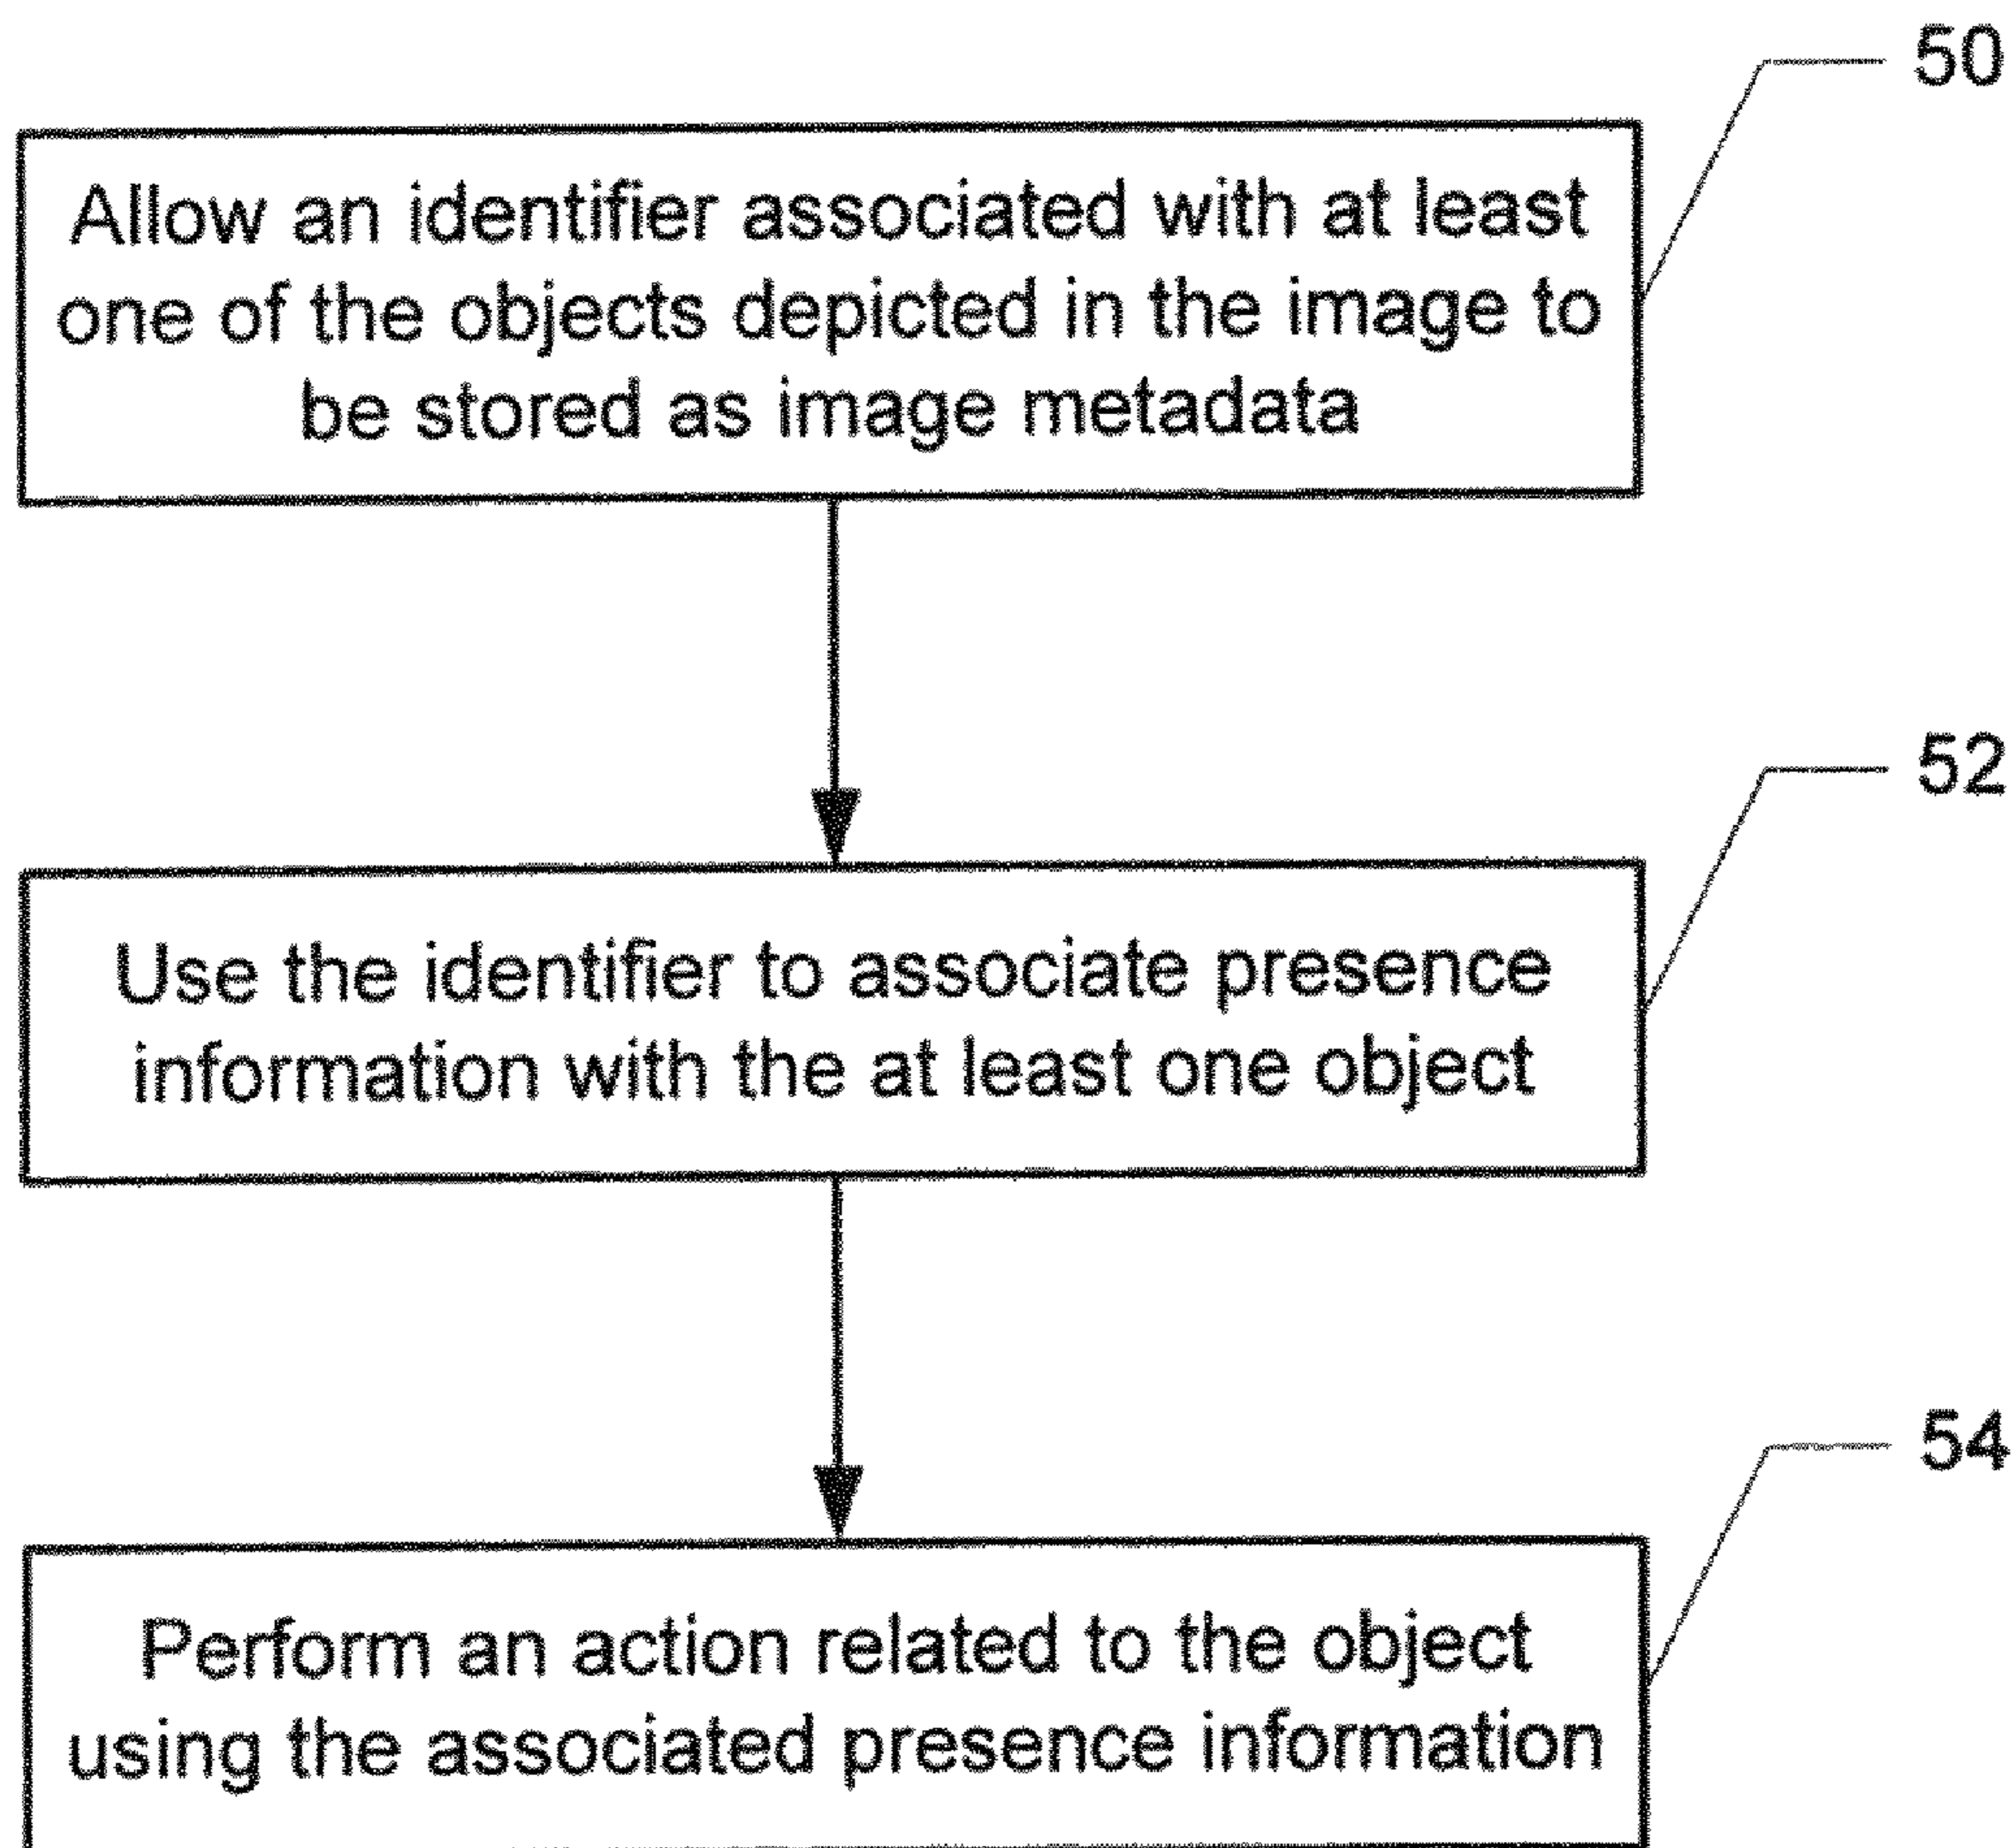 50
Allow an identifier associated with at least
one of the objects depicted in the image to
be stored as image metadata
52
Use the identifier to associate presence
information with the at least one object
54
Perform an action related to the object
using the associated presence information